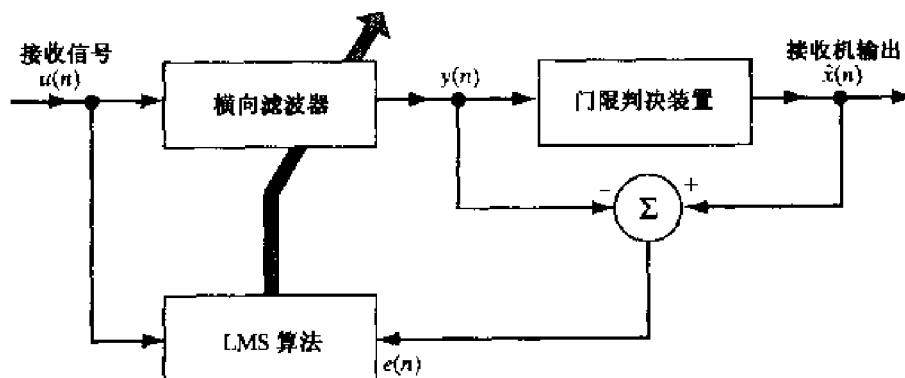 接收信号
u(n)
横向滤波器
y(n)
门限判决装置
接收机输出
x̂(n)
−
+
Σ
LMS 算法
e(n)